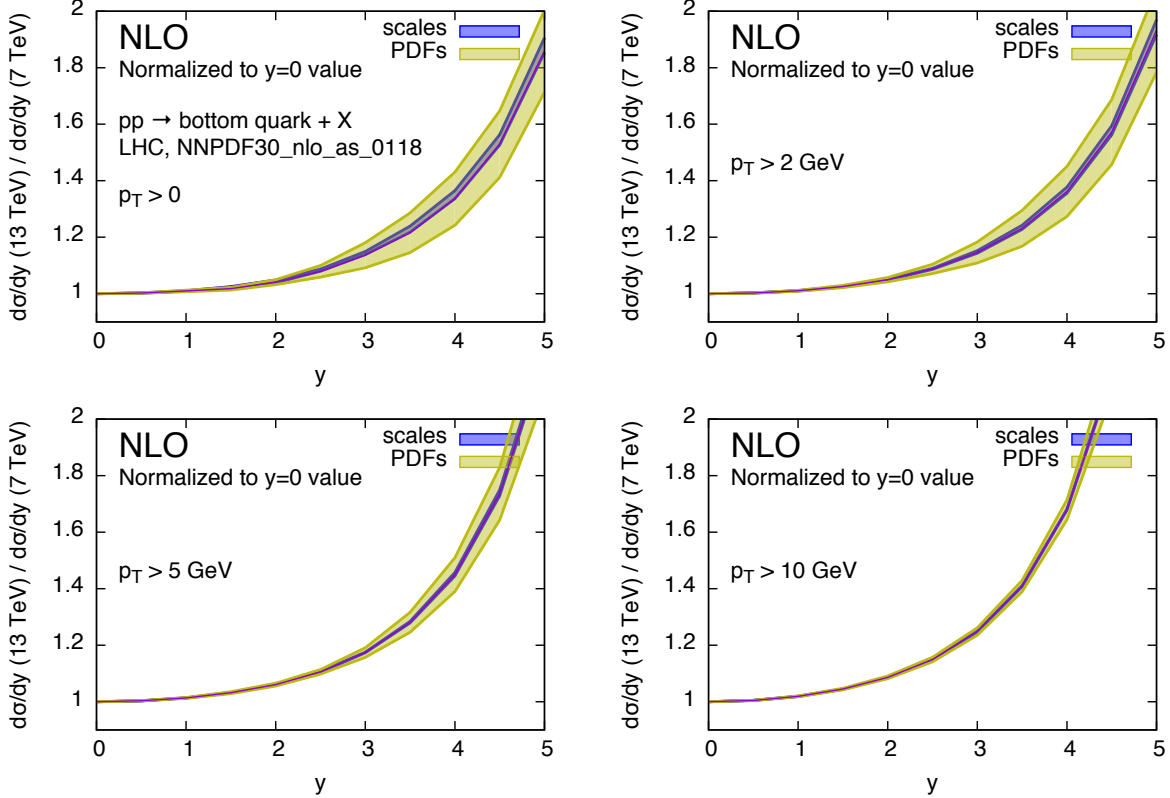 NLO
Normalized to y=0 value
pp → bottom quark + X
LHC, NNPDF30_nlo_as_0118
p_T > 0
scales
PDFs
dσ/dy (13 TeV) / dσ/dy (7 TeV)
2
1.8
1.6
1.4
1.2
1
0 1 2 3 4 5
y
NLO
Normalized to y=0 value
p_T > 2 GeV
scales
PDFs
dσ/dy (13 TeV) / dσ/dy (7 TeV)
2
1.8
1.6
1.4
1.2
1
0 1 2 3 4 5
y
NLO
Normalized to y=0 value
p_T > 5 GeV
scales
PDFs
dσ/dy (13 TeV) / dσ/dy (7 TeV)
2
1.8
1.6
1.4
1.2
1
0 1 2 3 4 5
y
NLO
Normalized to y=0 value
p_T > 10 GeV
scales
PDFs
dσ/dy (13 TeV) / dσ/dy (7 TeV)
2
1.8
1.6
1.4
1.2
1
0 1 2 3 4 5
y